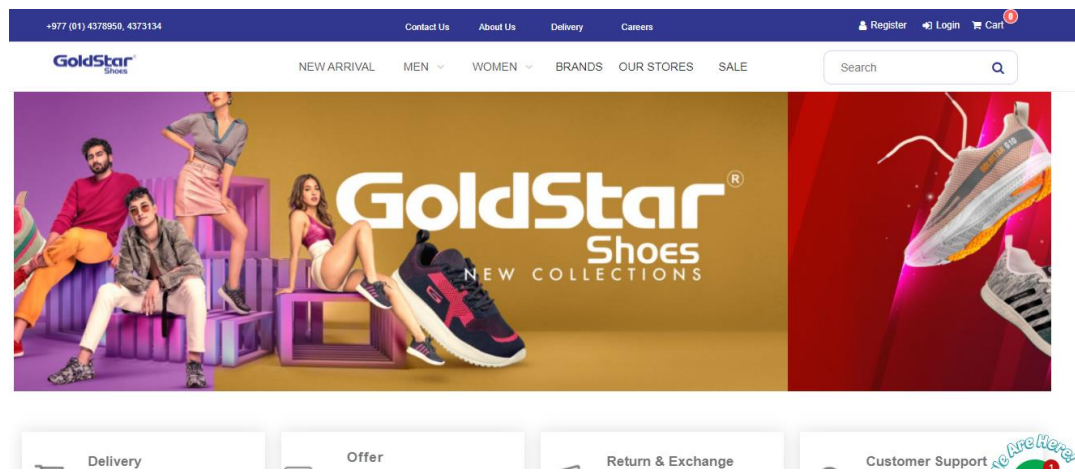 +977 (01) 4378950, 4373134
Contact Us About Us Delivery Careers
Register Login Cart 0
GoldStar Shoes
NEW ARRIVAL MEN WOMEN BRANDS OUR STORES SALE
Search
GoldStar®
Shoes
NEW COLLECTIONS
GOLDSTAR G10
Delivery
Offer
Return & Exchange
Customer Support
Are Here!
1